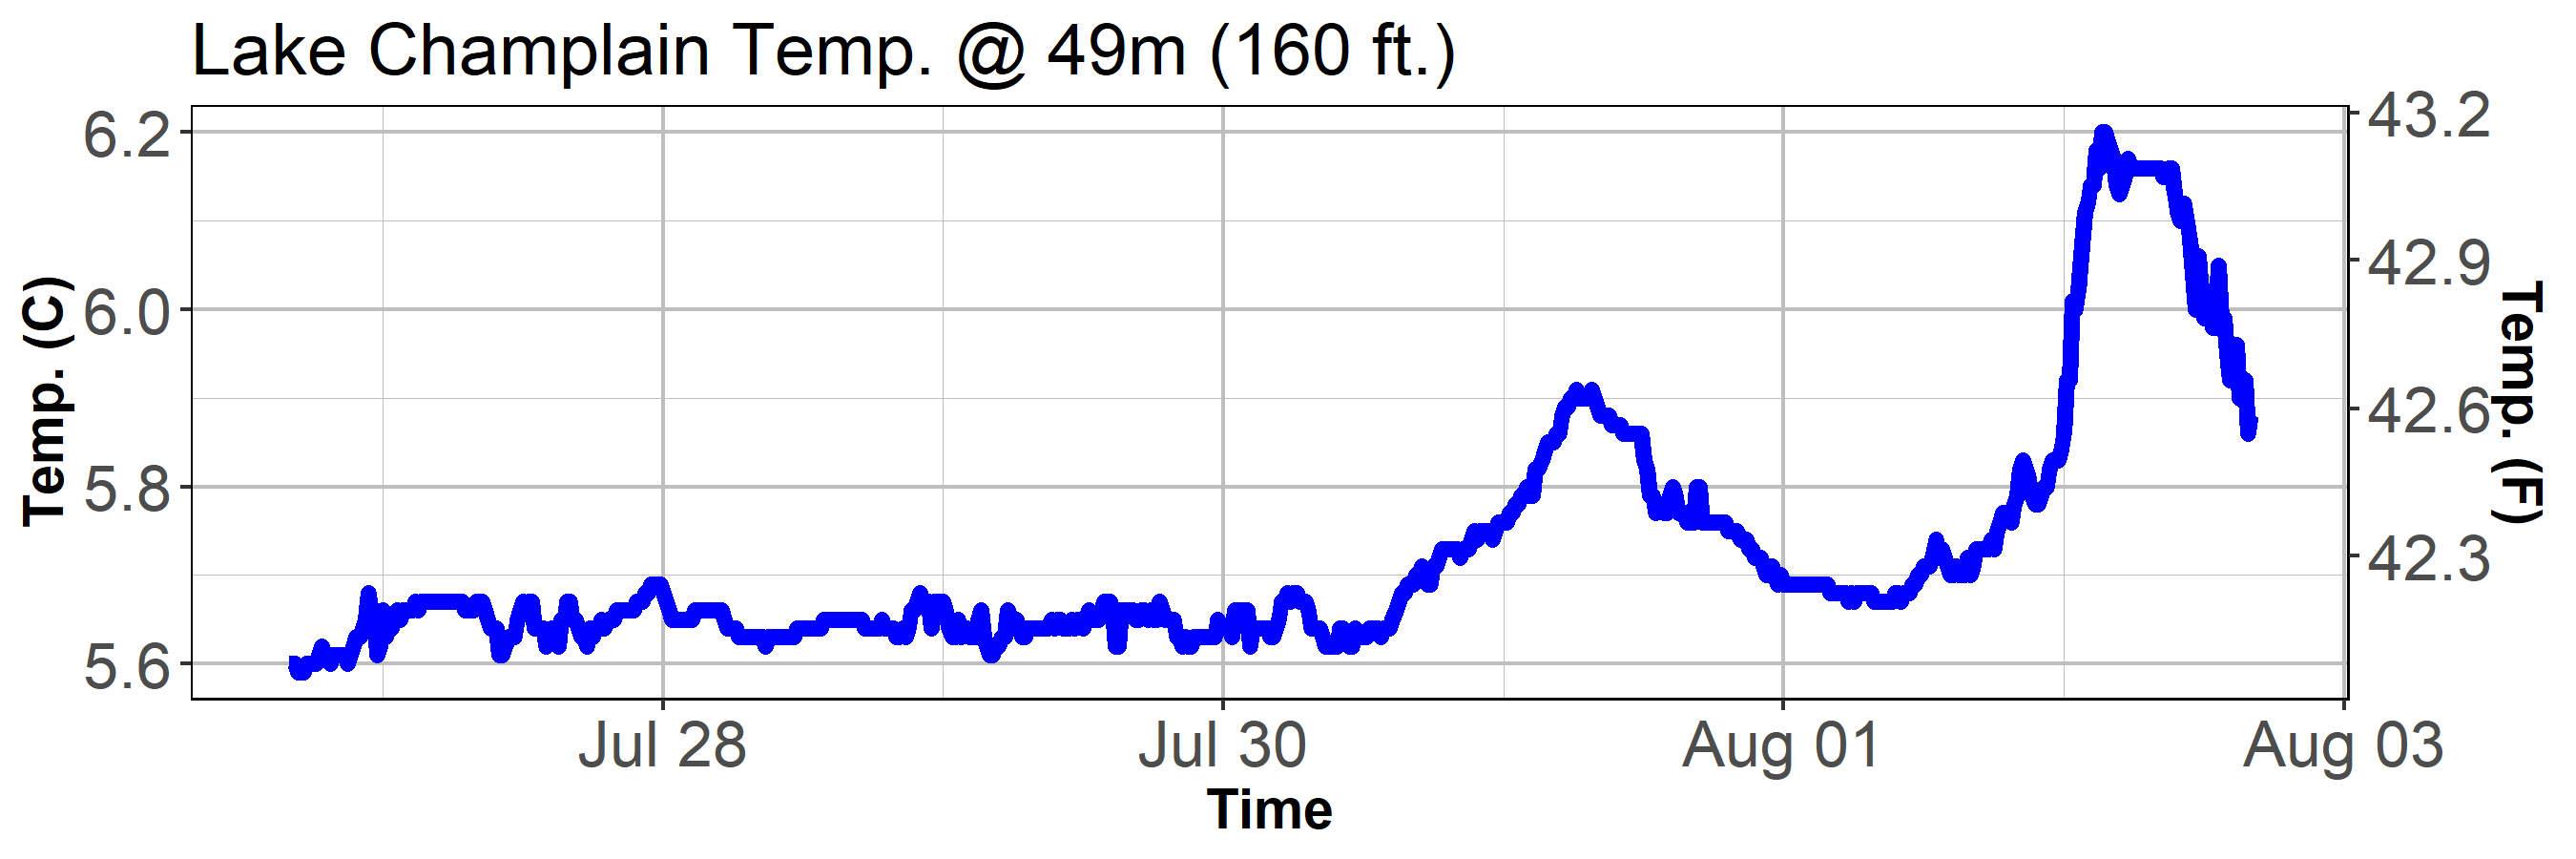 Lake Champlain Temp. @ 49m (160 ft.)
6.2
6.0
5.8
5.6
Temp. (C)
43.2
42.9
42.6
42.3
Temp. (F)
Jul 28 Jul 30 Aug 01 Aug 03
Time